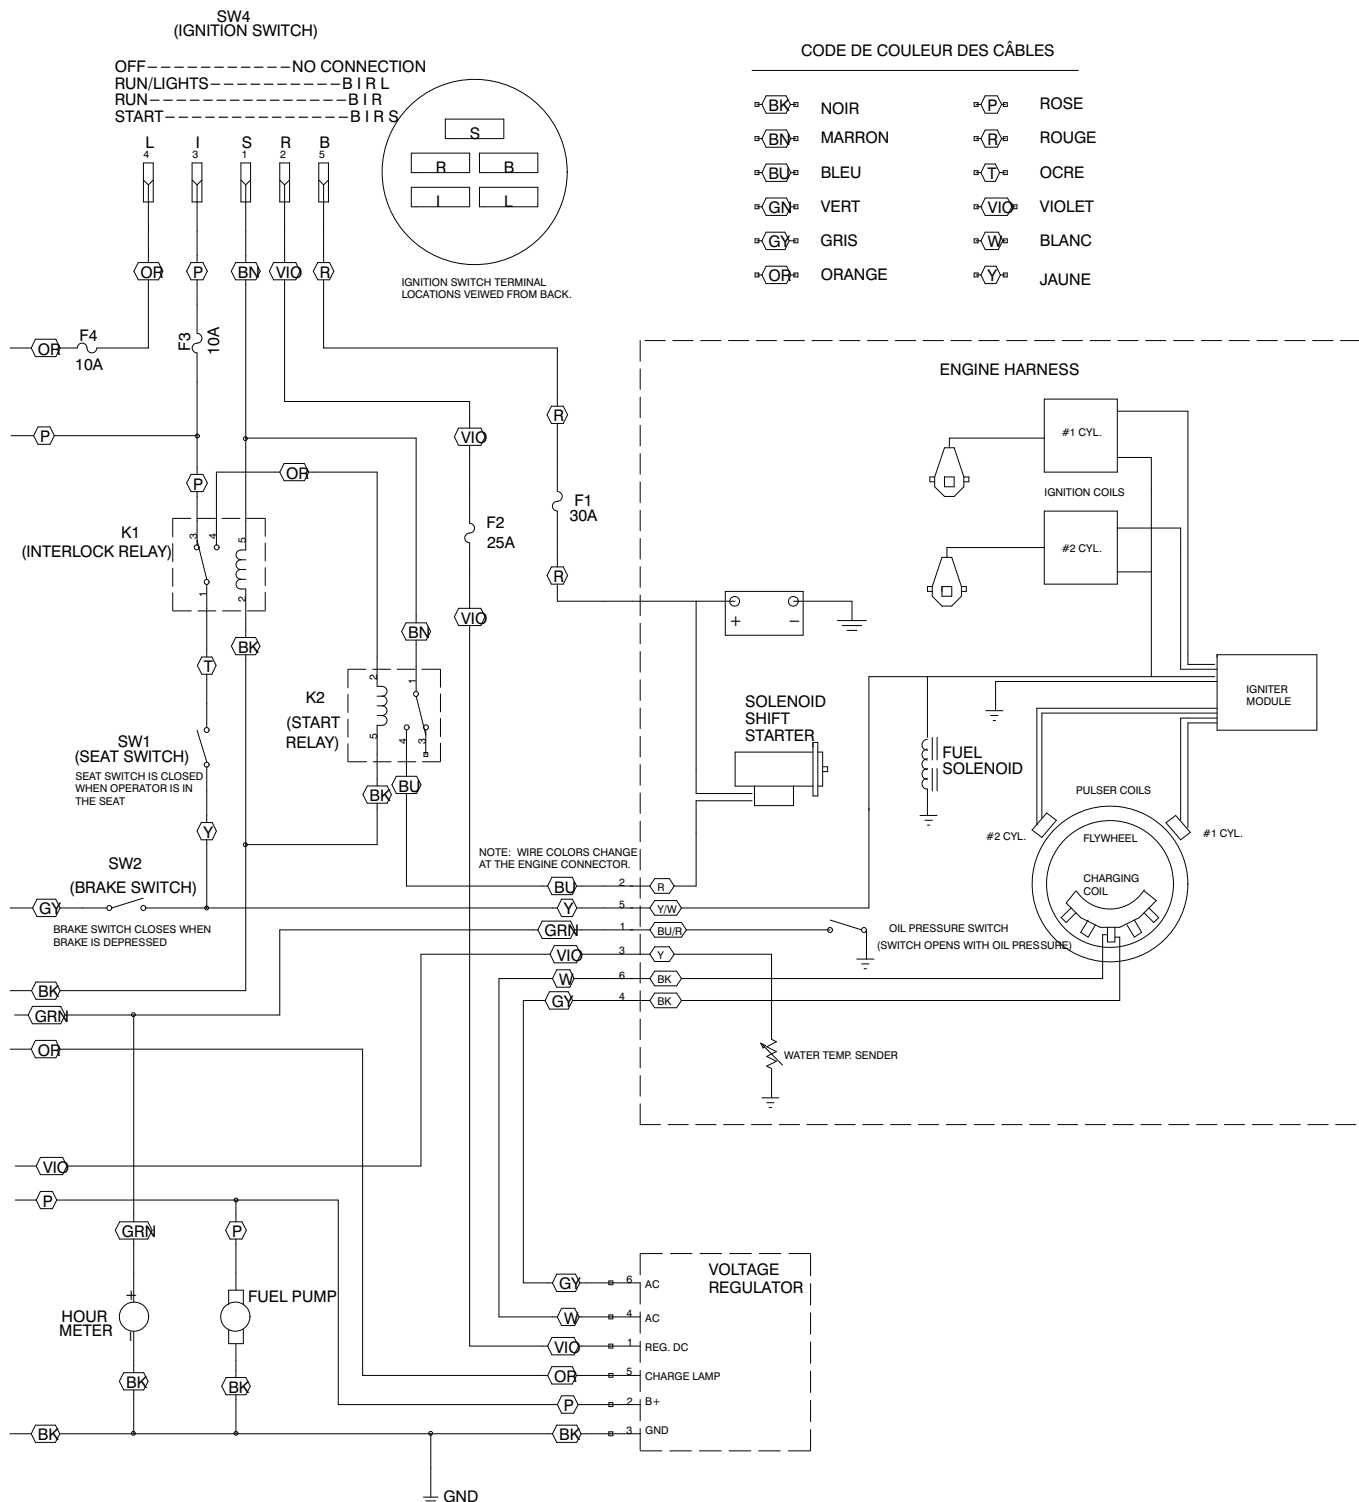 SW4
(IGNITION SWITCH)
OFF NO CONNECTION
RUN/LIGHTS B I R L
RUN B I R
START B I R S
L I S R B
4 3 1 2 5
S
R B
I L
IGNITION SWITCH TERMINAL
LOCATIONS VEIWED FROM BACK.
CODE DE COULEUR DES CÂBLES
BK NOIR P ROSE
BN MARRON R ROUGE
BU BLEU T OCRE
GN VERT VIO VIOLET
GY GRIS W BLANC
OR ORANGE Y JAUNE
OR P BN VIO R
OR F4
10A
F3
10A
P
R
VIO
P
OR
F1
30A
F2
25A
K1
(INTERLOCK RELAY)
3 4 5
1 2
R
VIO
BN
BK
T
K2
(START
RELAY)
2 1
5 4 3
SW1
(SEAT SWITCH)
SEAT SWITCH IS CLOSED
WHEN OPERATOR IS IN
THE SEAT
BK BU
Y
SW2
(BRAKE SWITCH)
GY
BRAKE SWITCH CLOSES WHEN
BRAKE IS DEPRESSED
NOTE: WIRE COLORS CHANGE
AT THE ENGINE CONNECTOR.
BU 2 R
Y 5 Y/W
GRN 1 BU/R
VIO 3 Y
W 6 BK
GY 4 BK
ENGINE HARNESS
#1 CYL.
IGNITION COILS
#2 CYL.
+ −
SOLENOID
SHIFT
STARTER
FUEL
SOLENOID
IGNITER
MODULE
PULSER COILS
#2 CYL.
#1 CYL.
FLYWHEEL
CHARGING
COIL
OIL PRESSURE SWITCH
(SWITCH OPENS WITH OIL PRESSURE)
WATER TEMP. SENDER
BK
GRN
OR
VIO
P
GRN P
+
HOUR
METER
−
FUEL PUMP
BK BK
BK
GND
VOLTAGE
REGULATOR
GY 6 AC
W 4 AC
VIO 1 REG. DC
OR 5 CHARGE LAMP
P 2 B+
BK 3 GND